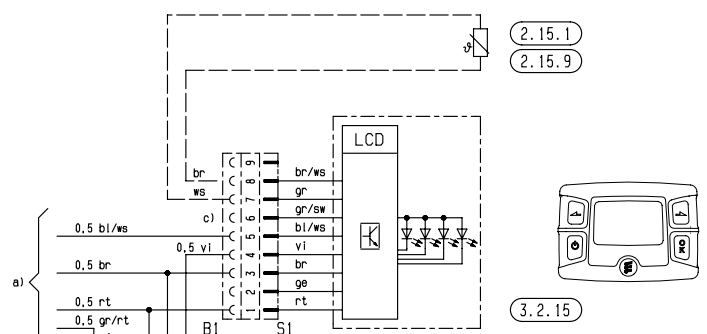 ϑ
2.15.1
2.15.9
LCD
br
ws
c)
9
8
7
6
5
4
3
2
1
br/ws
gr
gr/sw
bl/ws
vi
br
ge
rt
0,5 bl/ws
0,5 vi
a)
0,5 br
0,5 rt
0,5 gr/rt
B1
S1
OK
3.2.15